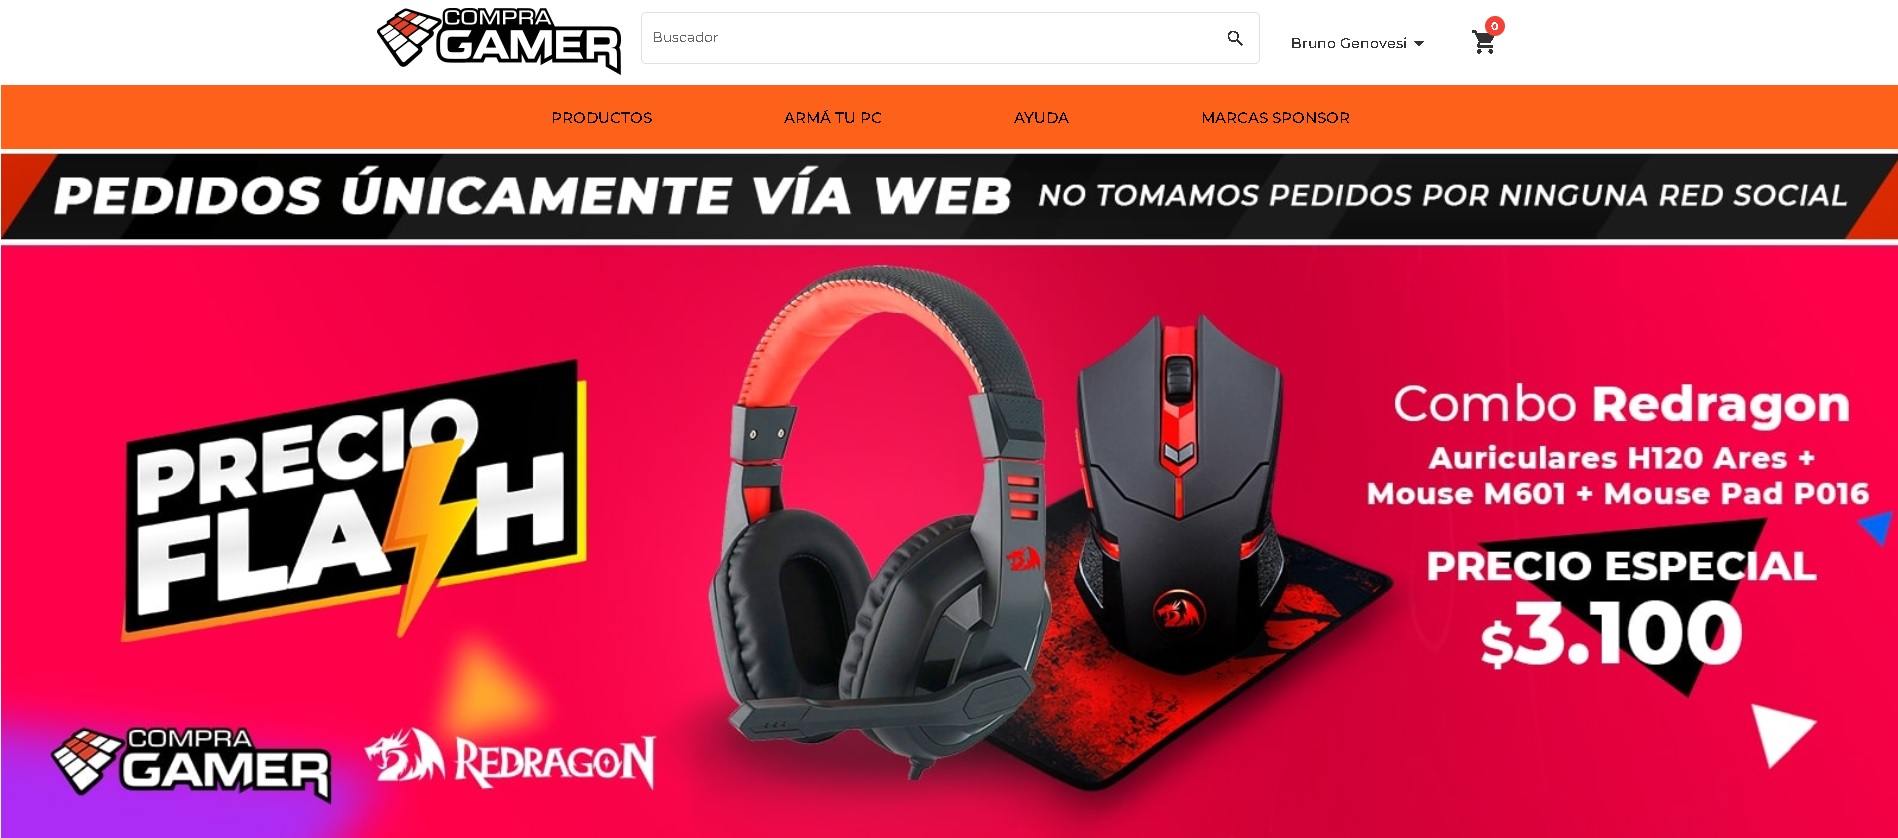 COMPRA
GAMER
Buscador
Bruno Genovesi
0
PRODUCTOS
ARMÁ TU PC
AYUDA
MARCAS SPONSOR
PEDIDOS ÚNICAMENTE VÍA WEB NO TOMAMOS PEDIDOS POR NINGUNA RED SOCIAL
PRECIO
FLASH
Combo Redragon
Auriculares H120 Ares +
Mouse M601 + Mouse Pad P016
PRECIO ESPECIAL
$3.100
COMPRA
GAMER
REDRAGON